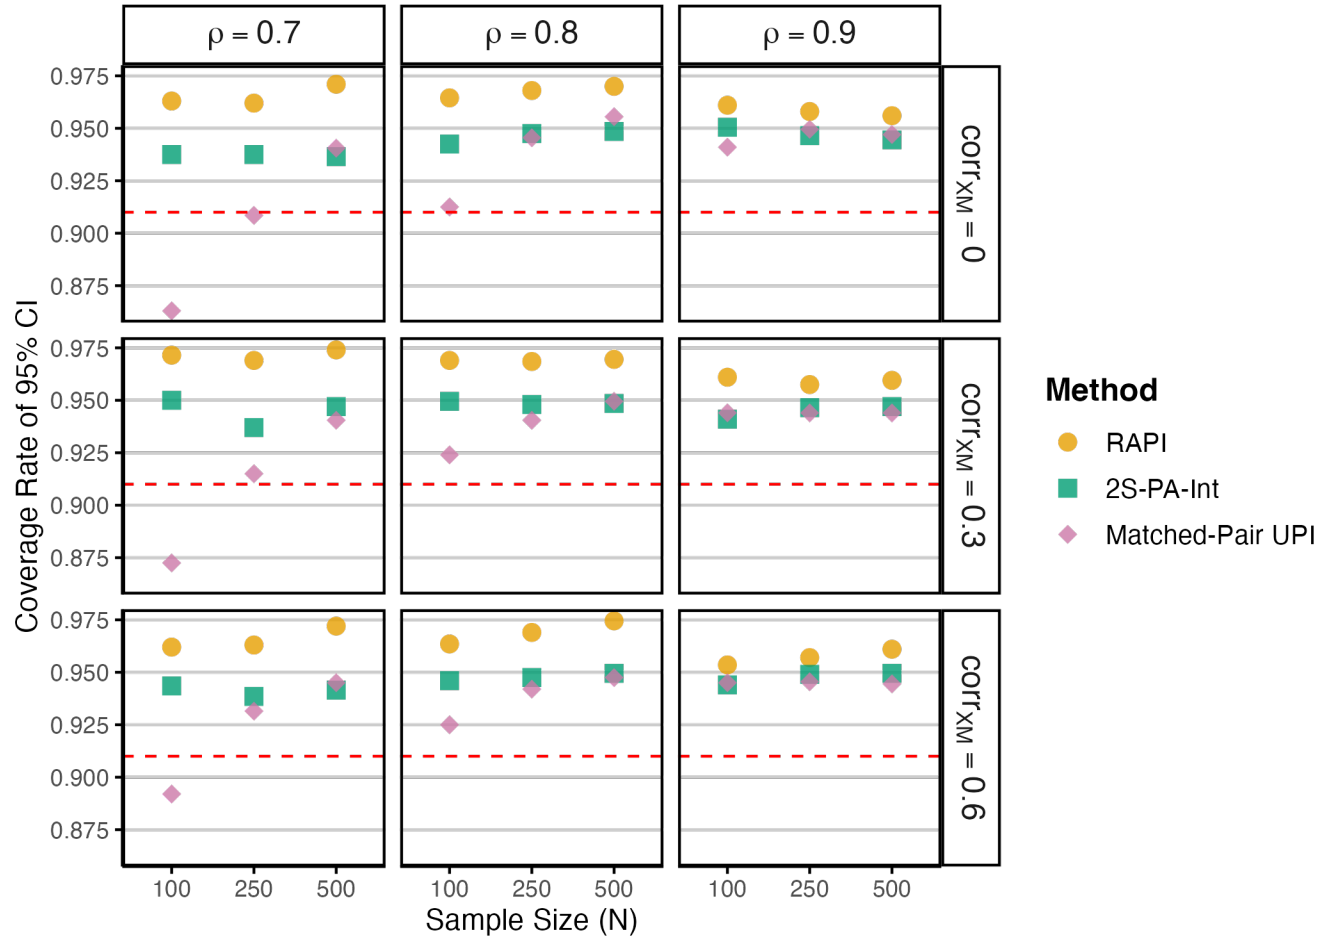 ρ = 0.7
ρ = 0.8
ρ = 0.9
Coverage Rate of 95% CI
0.975
0.950
0.925
0.900
0.875
corrXM = 0
0.975
0.950
0.925
0.900
0.875
corrXM = 0.3
0.975
0.950
0.925
0.900
0.875
corrXM = 0.6
100 250 500
100 250 500
100 250 500
Sample Size (N)
Method
RAPI
2S-PA-Int
Matched-Pair UPI